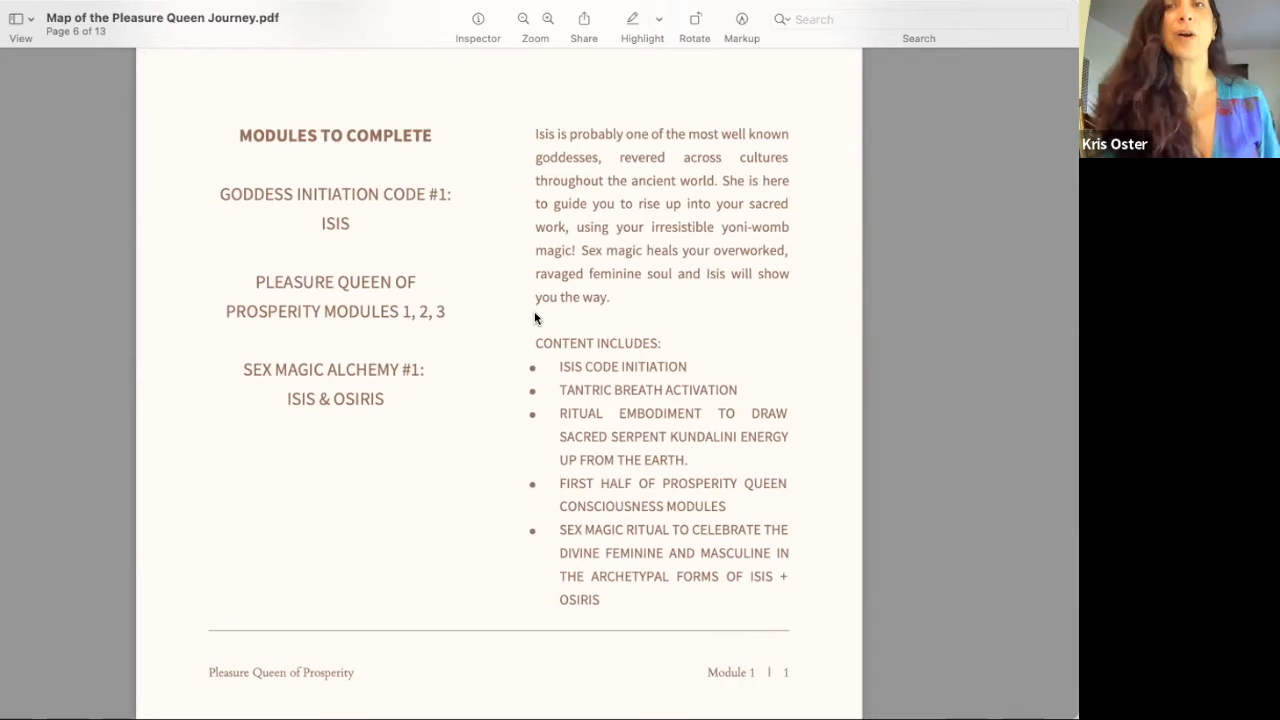 Map of the Pleasure Queen Journey.pdf
Page 6 of 13
View
Inspector
Zoom
Share
Highlight
Rotate
Markup
Search
Search
Kris Oster
MODULES TO COMPLETE
GODDESS INITIATION CODE #1:
ISIS
PLEASURE QUEEN OF
PROSPERITY MODULES 1, 2, 3
SEX MAGIC ALCHEMY #1:
ISIS & OSIRIS
Isis is probably one of the most well known
goddesses, revered across cultures
throughout the ancient world. She is here
to guide you to rise up into your sacred
work, using your irresistible yoni-womb
magic! Sex magic heals your overworked,
ravaged feminine soul and Isis will show
you the way.
CONTENT INCLUDES:
• ISIS CODE INITIATION
• TANTRIC BREATH ACTIVATION
• RITUAL EMBODIMENT TO DRAW
SACRED SERPENT KUNDALINI ENERGY
UP FROM THE EARTH.
• FIRST HALF OF PROSPERITY QUEEN
CONSCIOUSNESS MODULES
• SEX MAGIC RITUAL TO CELEBRATE THE
DIVINE FEMININE AND MASCULINE IN
THE ARCHETYPAL FORMS OF ISIS +
OSIRIS
Pleasure Queen of Prosperity
Module 1 | 1